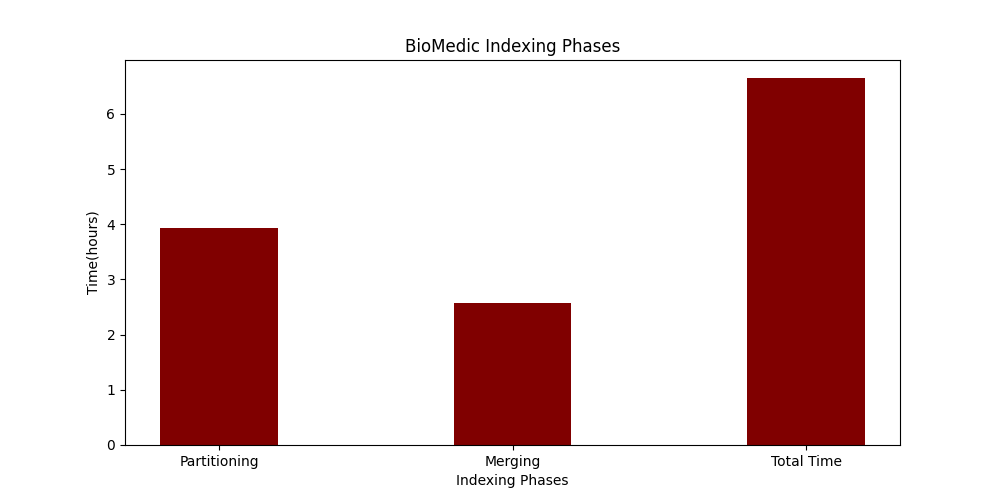 BioMedic Indexing Phases
Time(hours)
6
5
4
3
2
1
0
Partitioning Merging Total Time
Indexing Phases